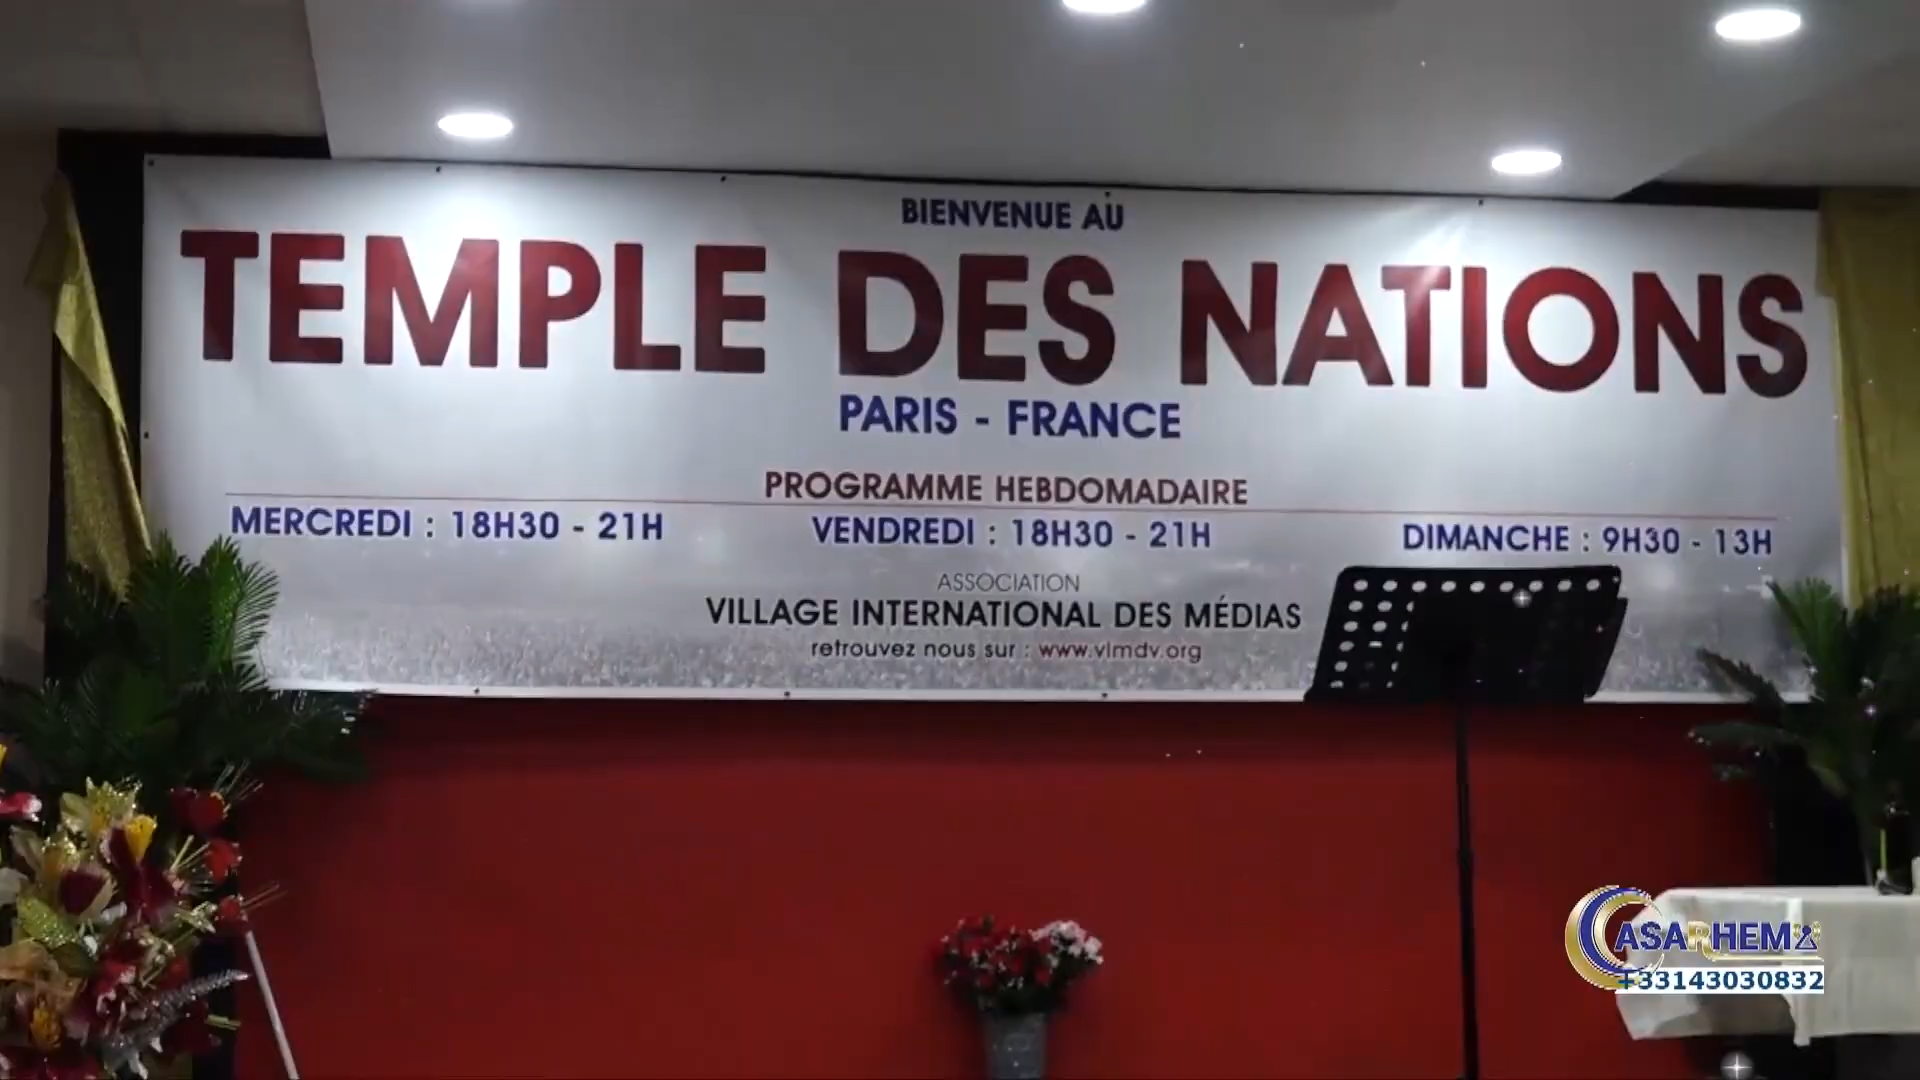 BIENVENUE AU
TEMPLE DES NATIONS
PARIS - FRANCE
PROGRAMME HEBDOMADAIRE
MERCREDI : 18H30 - 21H VENDREDI : 18H30 - 21H DIMANCHE : 9H30 - 13H
ASSOCIATION
VILLAGE INTERNATIONAL DES MÉDIAS
retrouvez nous sur : www.vimdv.org
CASARHEMA
+33143030832